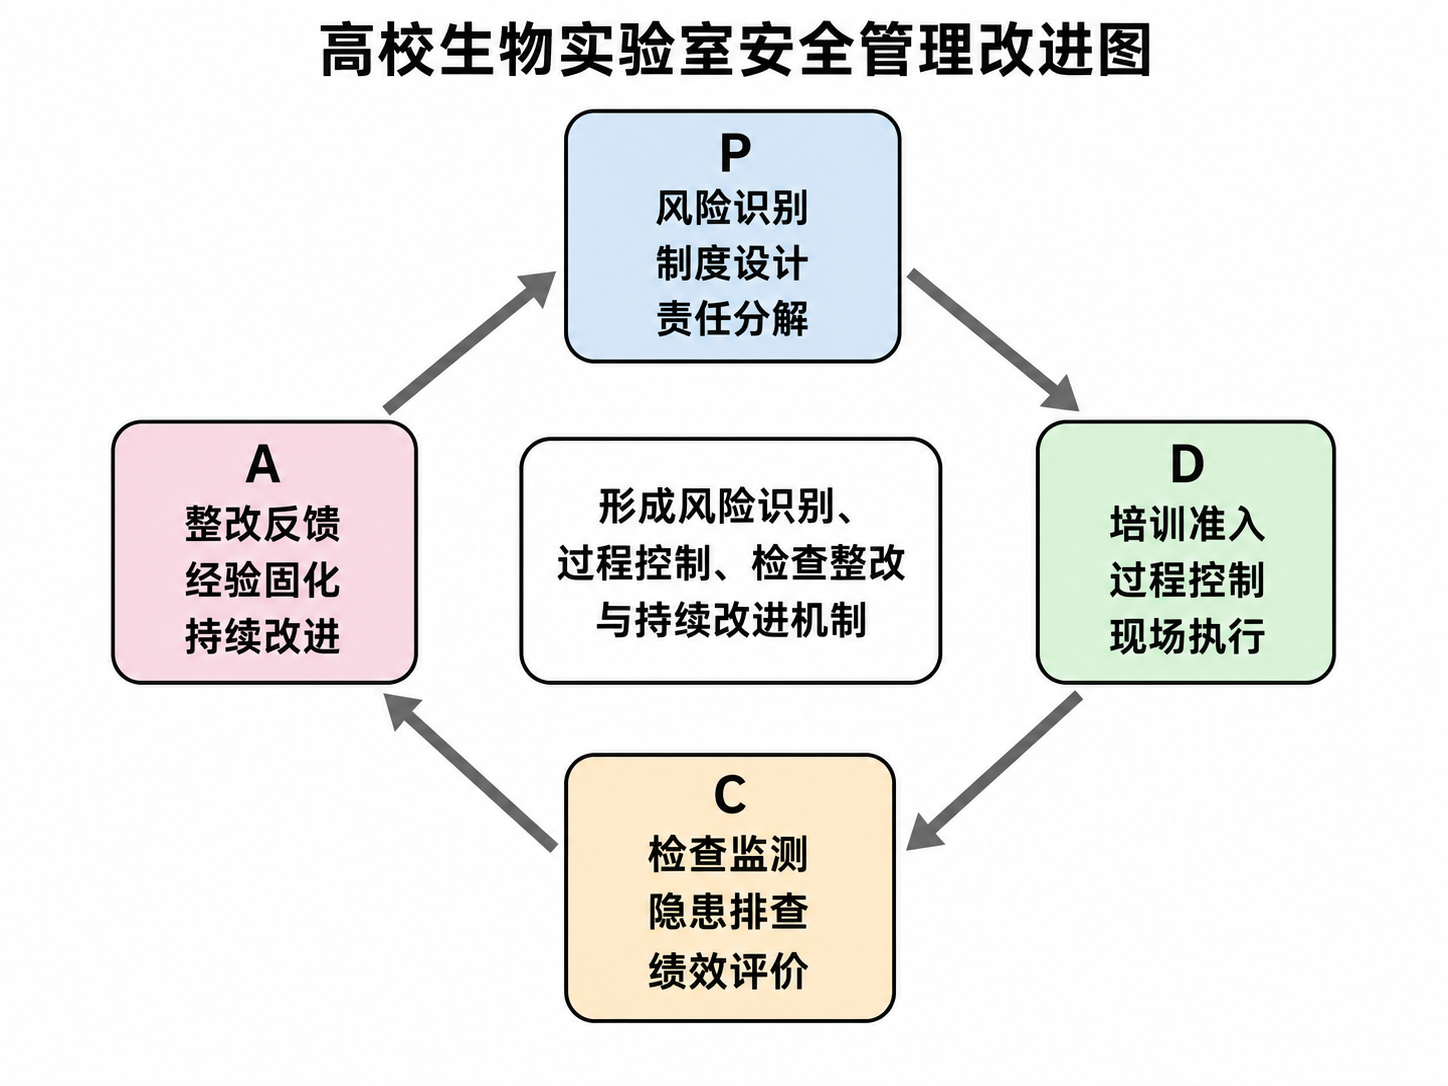 高校生物实验室安全管理改进图
P
风险识别
制度设计
责任分解
A
整改反馈
经验固化
持续改进
形成风险识别、
过程控制、检查整改
与持续改进机制
D
培训准入
过程控制
现场执行
C
检查监测
隐患排查
绩效评价